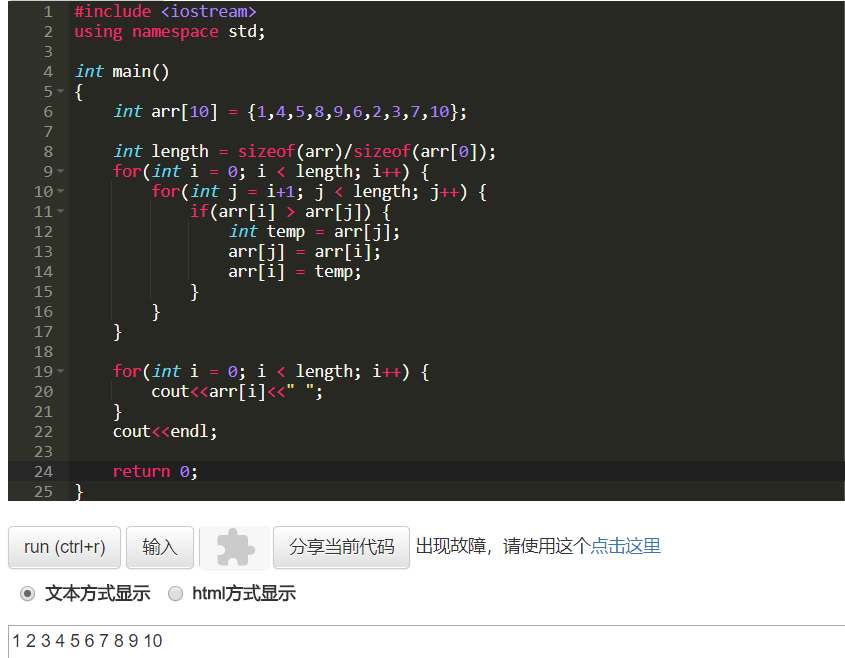 1 #include <iostream>
2 using namespace std;
3
4 int main()
5 {
6     int arr[10] = {1,4,5,8,9,6,2,3,7,10};
7
8     int length = sizeof(arr)/sizeof(arr[0]);
9     for(int i = 0; i < length; i++) {
10         for(int j = i+1; j < length; j++) {
11             if(arr[i] > arr[j]) {
12                 int temp = arr[j];
13                 arr[j] = arr[i];
14                 arr[i] = temp;
15             }
16         }
17     }
18
19     for(int i = 0; i < length; i++) {
20         cout<<arr[i]<<" ";
21     }
22     cout<<endl;
23
24     return 0;
25 }
run (ctrl+r) 输入 分享当前代码 出现故障，请使用这个点击这里
文本方式显示 html方式显示
1 2 3 4 5 6 7 8 9 10